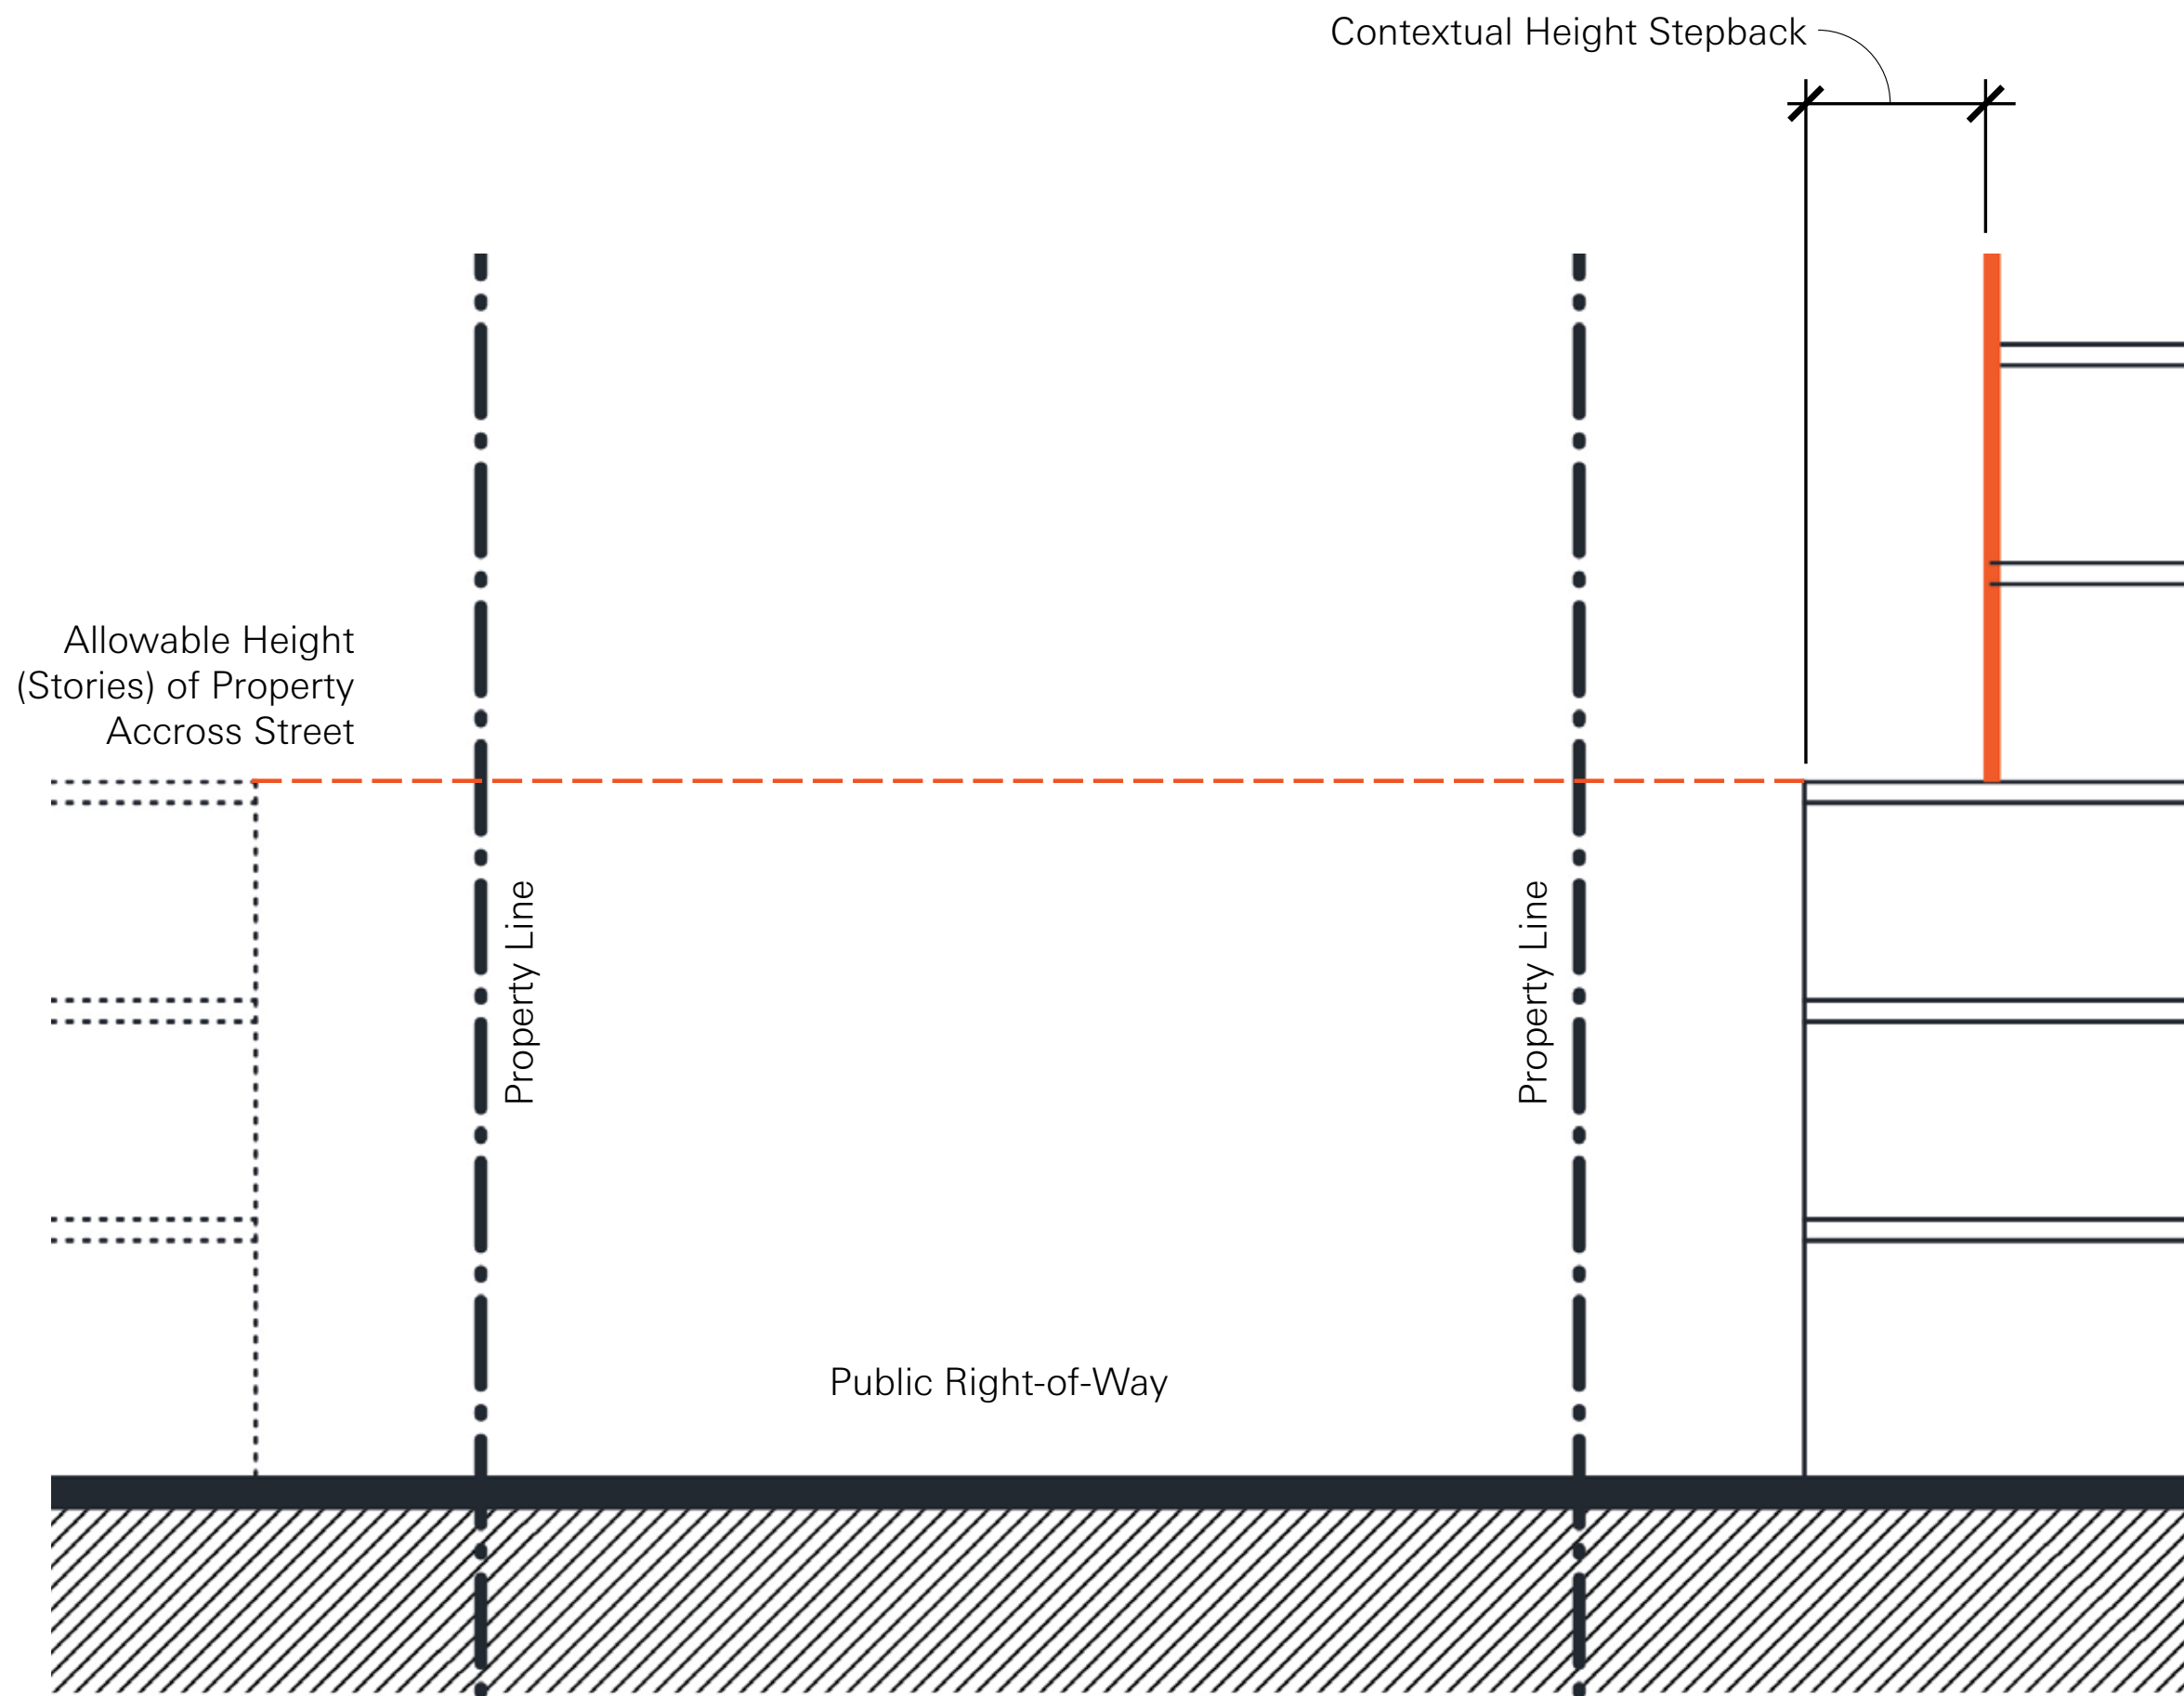 Contextual Height Stepback
Allowable Height
(Stories) of Property
Accross Street
Property Line
Property Line
Public Right-of-Way